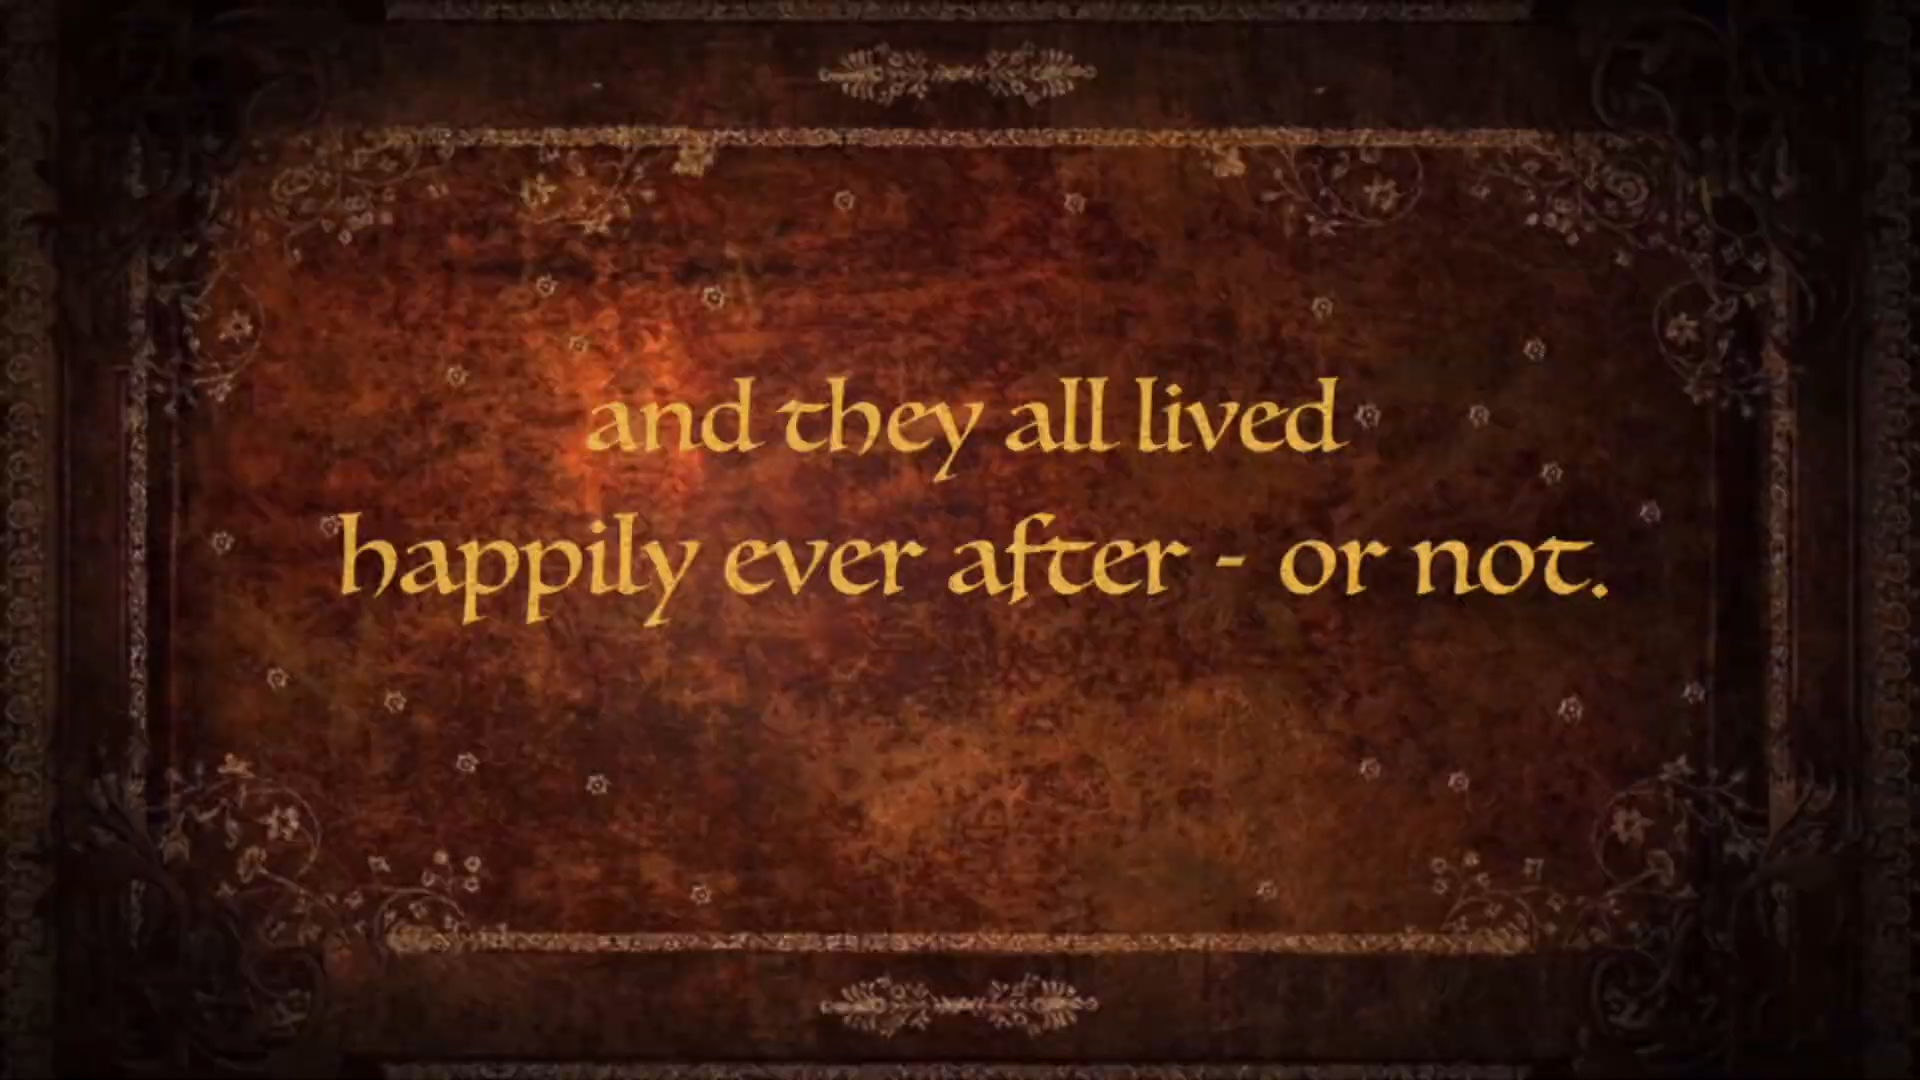 and they all lived
happily ever after - or not.